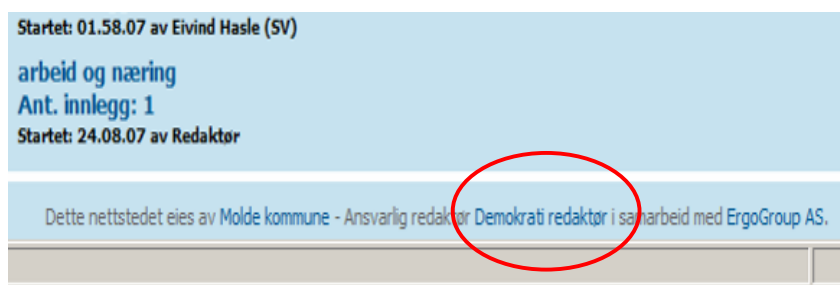 Startet: 01.58.07 av Eivind Hasle (SV)
arbeid og næring
Ant. innlegg: 1
Startet: 24.08.07 av Redaktør
Dette nettstedet eies av Molde kommune - Ansvarlig redaktør Demokrati redaktør i samarbeid med ErgoGroup AS.